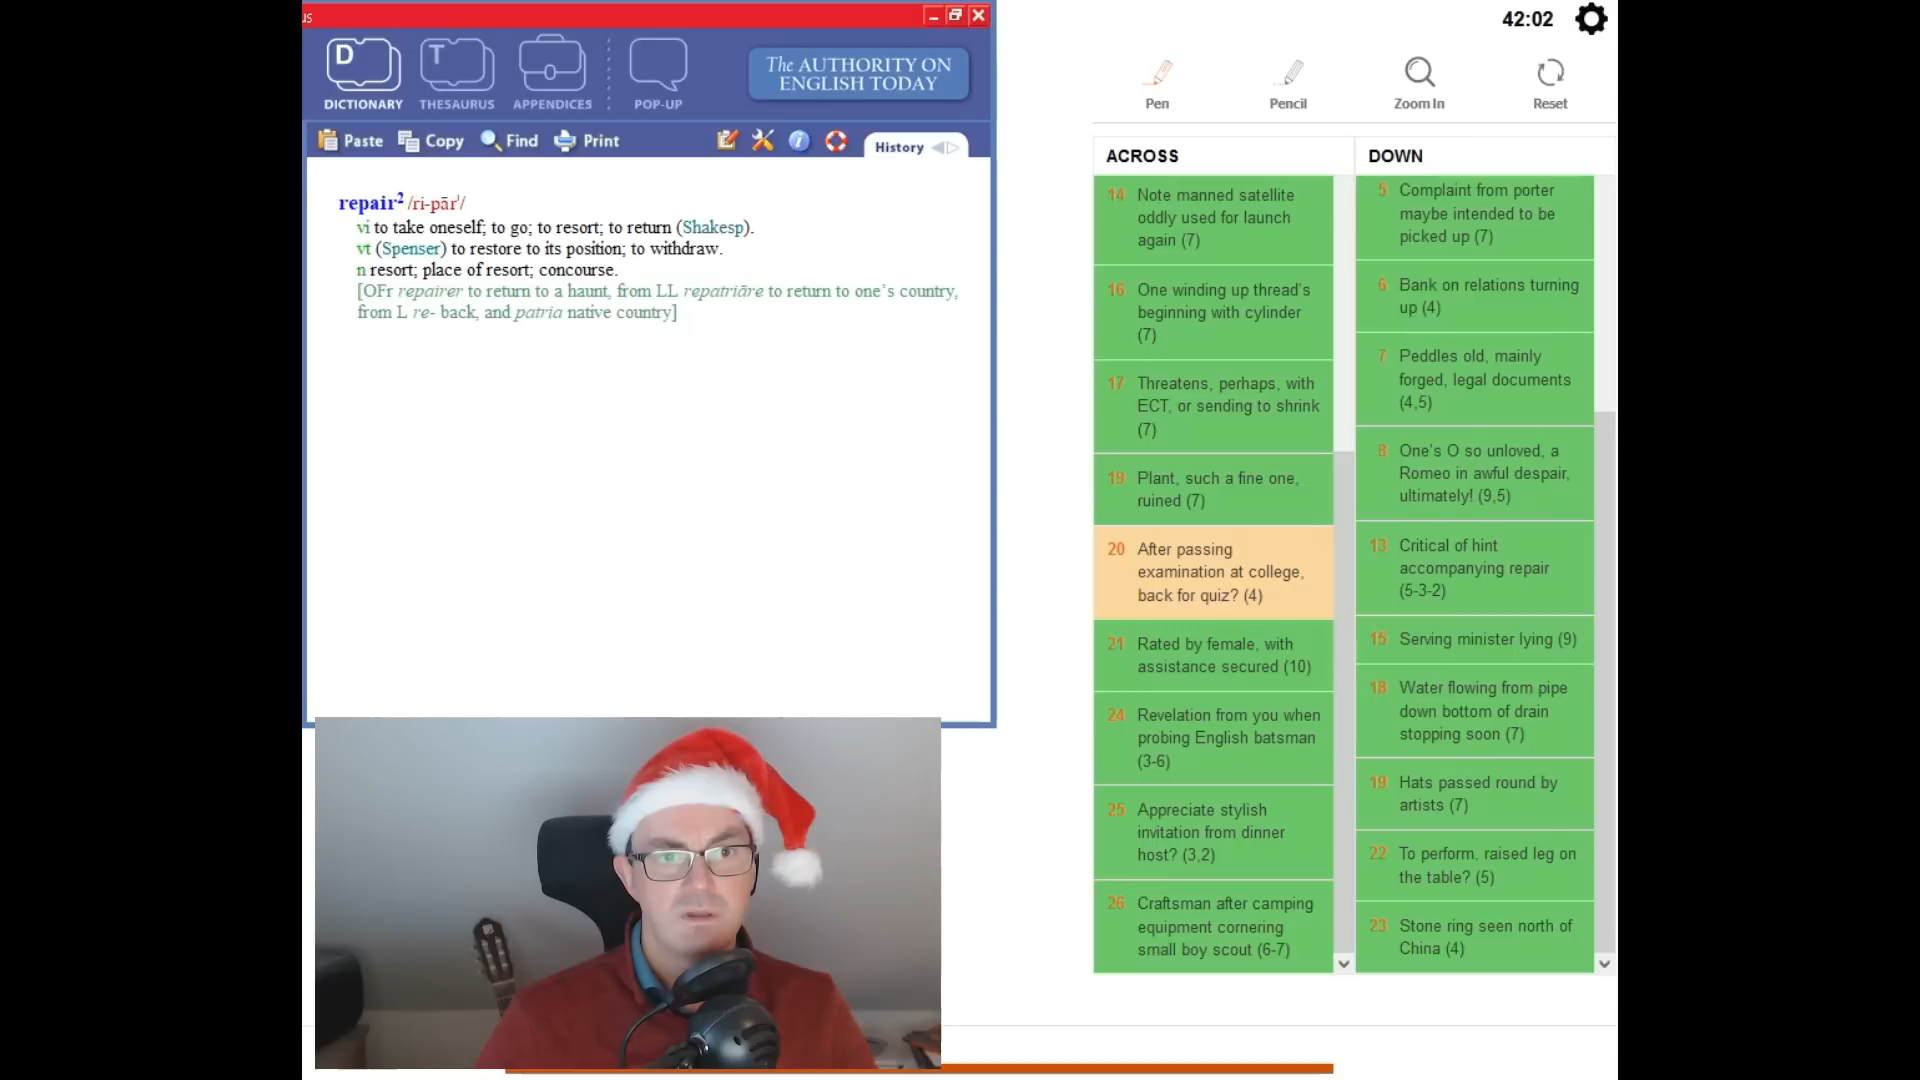 us
D
T
DICTIONARY THESAURUS APPENDICES POP-UP
The AUTHORITY ON
ENGLISH TODAY
Paste Copy Find Print
History
repair² /ri-pārˈ/
vi to take oneself; to go; to resort; to return (Shakesp).
vt (Spenser) to restore to its position; to withdraw.
n resort; place of resort; concourse.
[OFr repairer to return to a haunt, from LL repatriāre to return to one's country,
from L re- back, and patria native country]
42:02
Pen Pencil Zoom In Reset
ACROSS
14 Note manned satellite
oddly used for launch
again (7)
16 One winding up thread's
beginning with cylinder
(7)
17 Threatens, perhaps, with
ECT, or sending to shrink
(7)
19 Plant, such a fine one,
ruined (7)
20 After passing
examination at college,
back for quiz? (4)
21 Rated by female, with
assistance secured (10)
24 Revelation from you when
probing English batsman
(3-6)
25 Appreciate stylish
invitation from dinner
host? (3,2)
26 Craftsman after camping
equipment cornering
small boy scout (6-7)
DOWN
5 Complaint from porter
maybe intended to be
picked up (7)
6 Bank on relations turning
up (4)
7 Peddles old, mainly
forged, legal documents
(4,5)
8 One's O so unloved, a
Romeo in awful despair,
ultimately! (9,5)
13 Critical of hint
accompanying repair
(5-3-2)
15 Serving minister lying (9)
18 Water flowing from pipe
down bottom of drain
stopping soon (7)
19 Hats passed round by
artists (7)
22 To perform, raised leg on
the table? (5)
23 Stone ring seen north of
China (4)